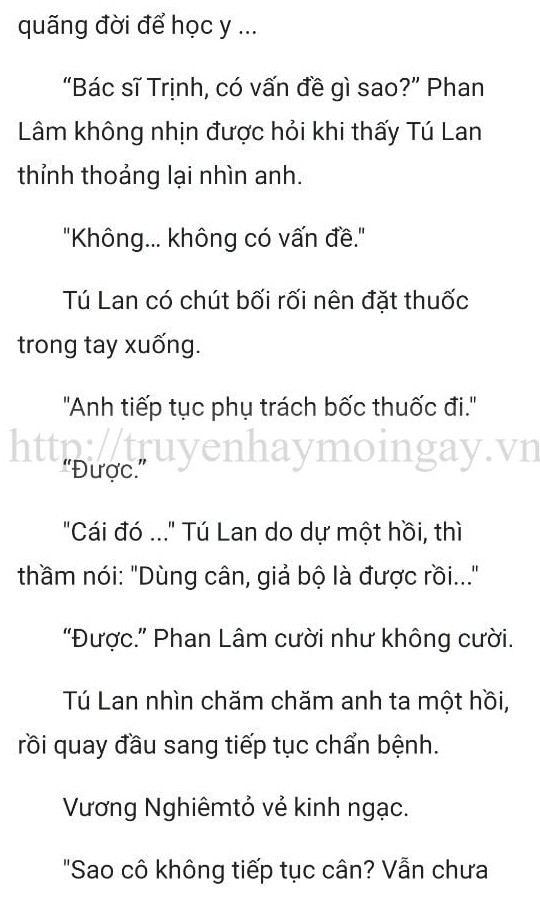 quãng đời để học y ...
“Bác sĩ Trịnh, có vấn đề gì sao?” Phan
Lâm không nhịn được hỏi khi thấy Tú Lan
thỉnh thoảng lại nhìn anh.
"Không... không có vấn đề."
Tú Lan có chút bối rối nên đặt thuốc
trong tay xuống.
"Anh tiếp tục phụ trách bốc thuốc đi."
http://truyenhaymoingay.vn
“Được.”
"Cái đó ..." Tú Lan do dự một hồi, thì
thầm nói: "Dùng cân, giả bộ là được rồi..."
“Được.” Phan Lâm cười như không cười.
Tú Lan nhìn chăm chăm anh ta một hồi,
rồi quay đầu sang tiếp tục chẩn bệnh.
Vương Nghiêmtỏ vẻ kinh ngạc.
"Sao cô không tiếp tục cân? Vẫn chưa